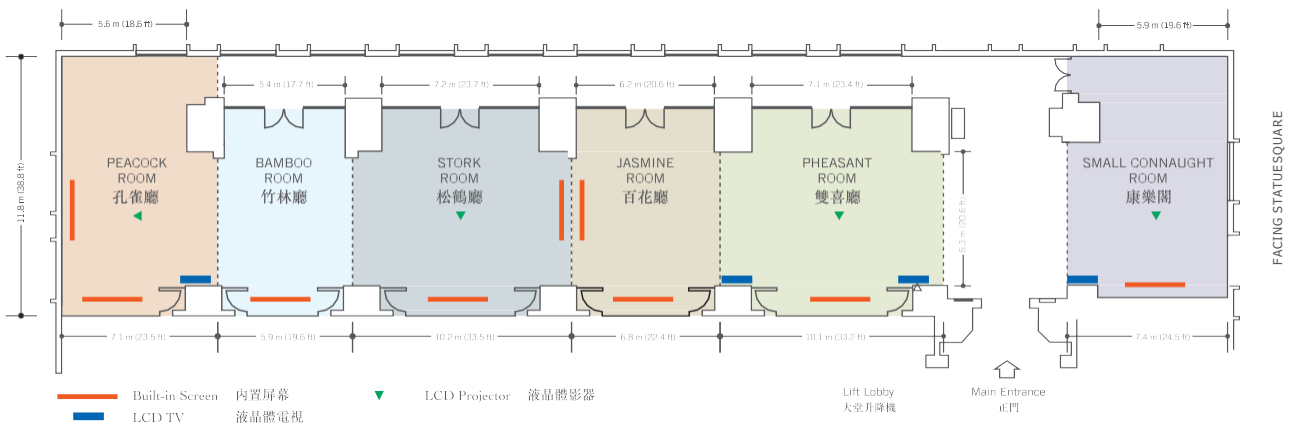 5.6 m (18.6 ft)
5.9 m (19.6 ft)
5.4 m (17.7 ft)
7.2 m (23.7 ft)
6.2 m (20.6 ft)
7.1 m (23.4 ft)
11.8 m (38.8 ft)
PEACOCK
ROOM
孔雀廳
BAMBOO
ROOM
竹林廳
STORK
ROOM
松鶴廳
JASMINE
ROOM
百花廳
PHEASANT
ROOM
雙喜廳
6.3 m (20.6 ft)
SMALL CONNAUGHT
ROOM
康樂閣
FACING STATUE SQUARE
7.1 m (23.5 ft)
5.9 m (19.6 ft)
10.2 m (33.5 ft)
6.8 m (22.4 ft)
10.1 m (33.2 ft)
7.4 m (24.5 ft)
Built-in Screen 內置屏幕
LCD Projector 液晶體影器
LCD TV 液晶體電視
Lift Lobby
大堂升降機
Main Entrance
正門